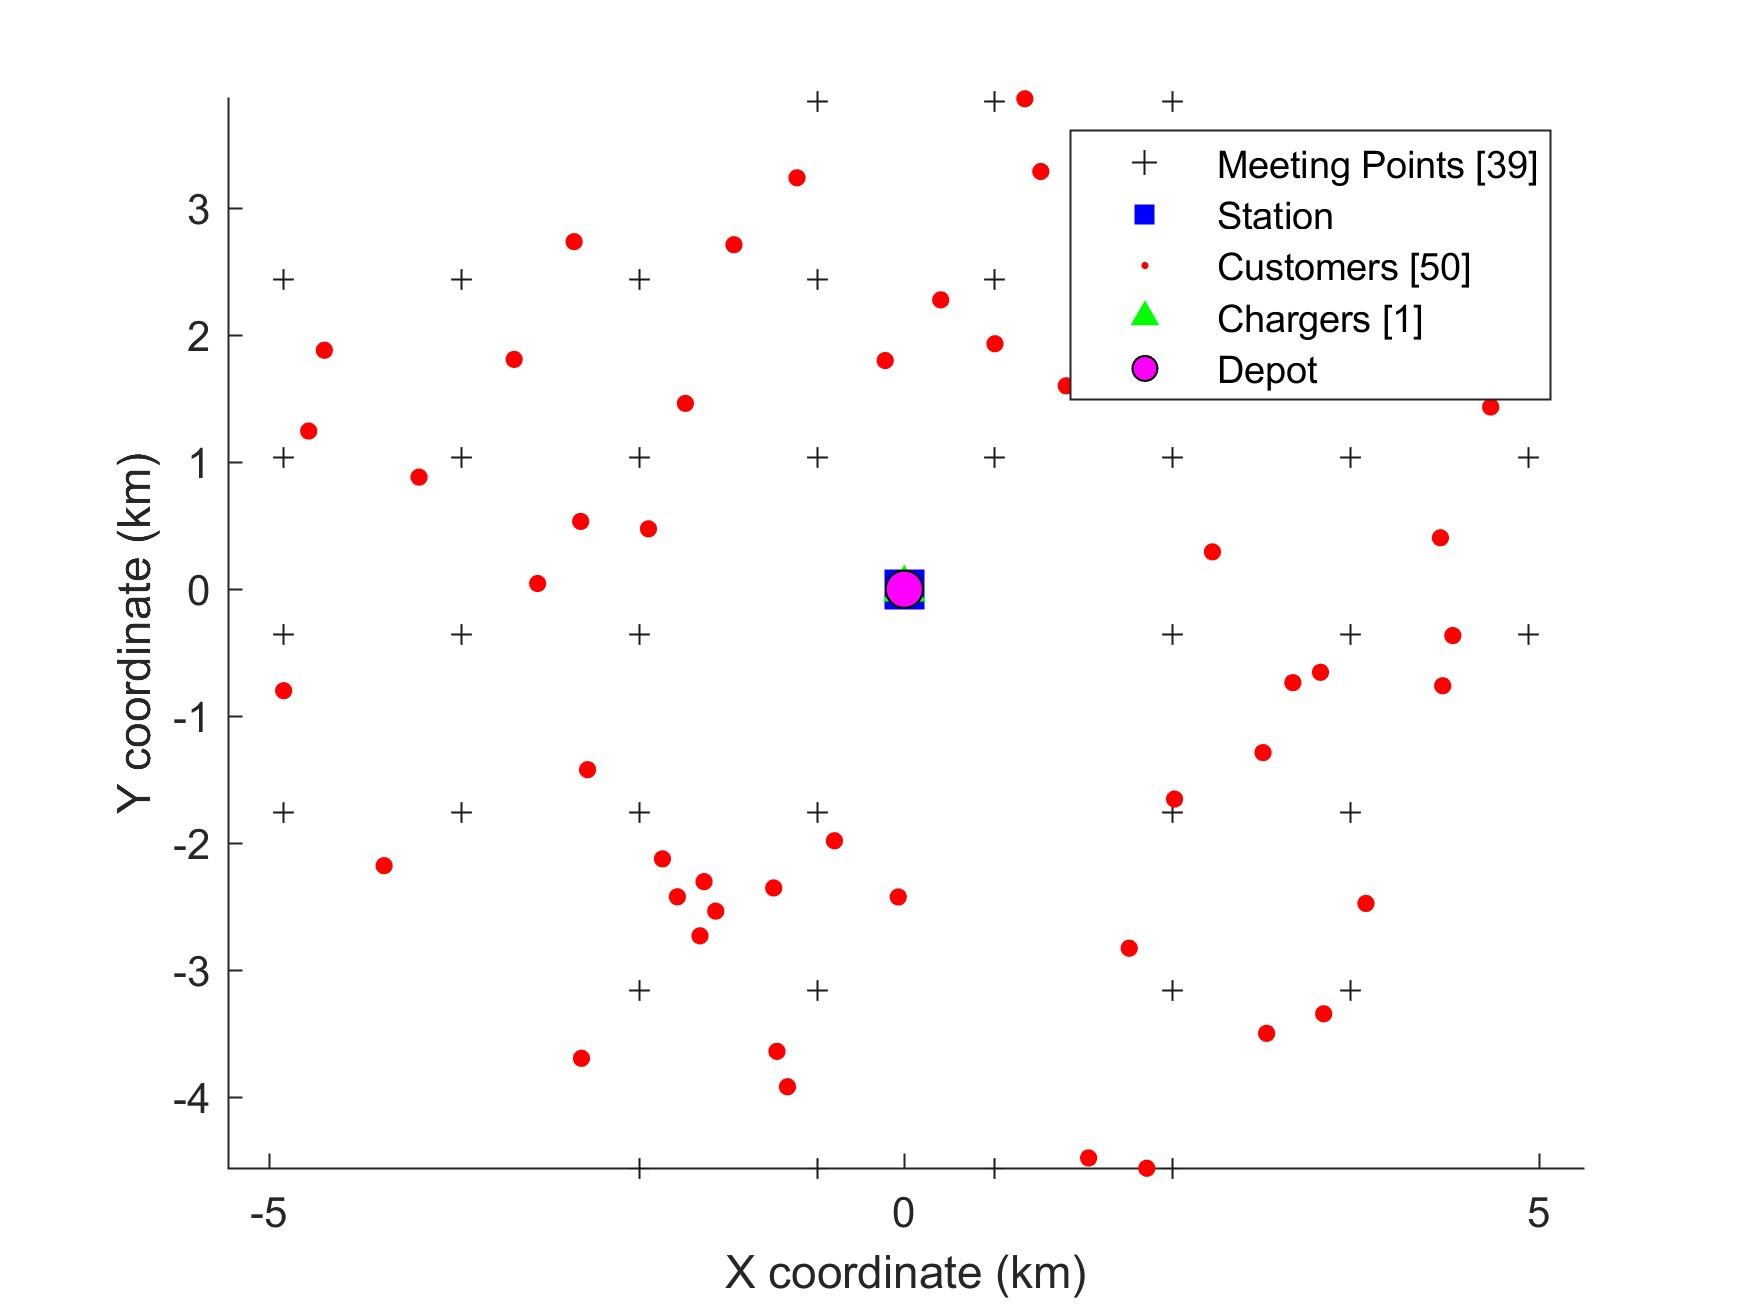 Meeting Points [39]
Station
Customers [50]
Chargers [1]
Depot
3
2
1
0
-1
-2
-3
-4
Y coordinate (km)
-5
0
5
X coordinate (km)